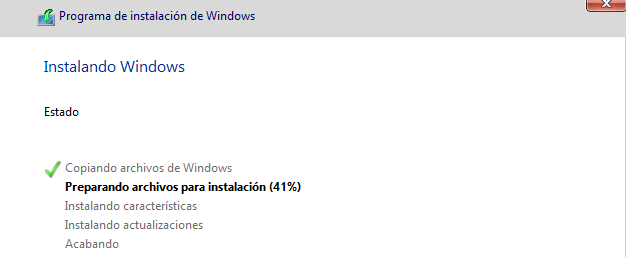 Programa de instalación de Windows
Instalando Windows
Estado
Copiando archivos de Windows
Preparando archivos para instalación (41%)
Instalando características
Instalando actualizaciones
Acabando